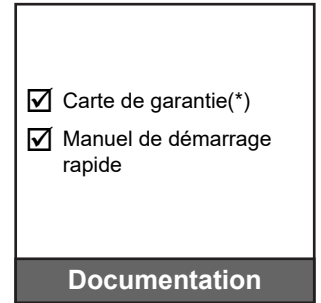 Carte de garantie(*)
Manuel de démarrage
rapide
Documentation